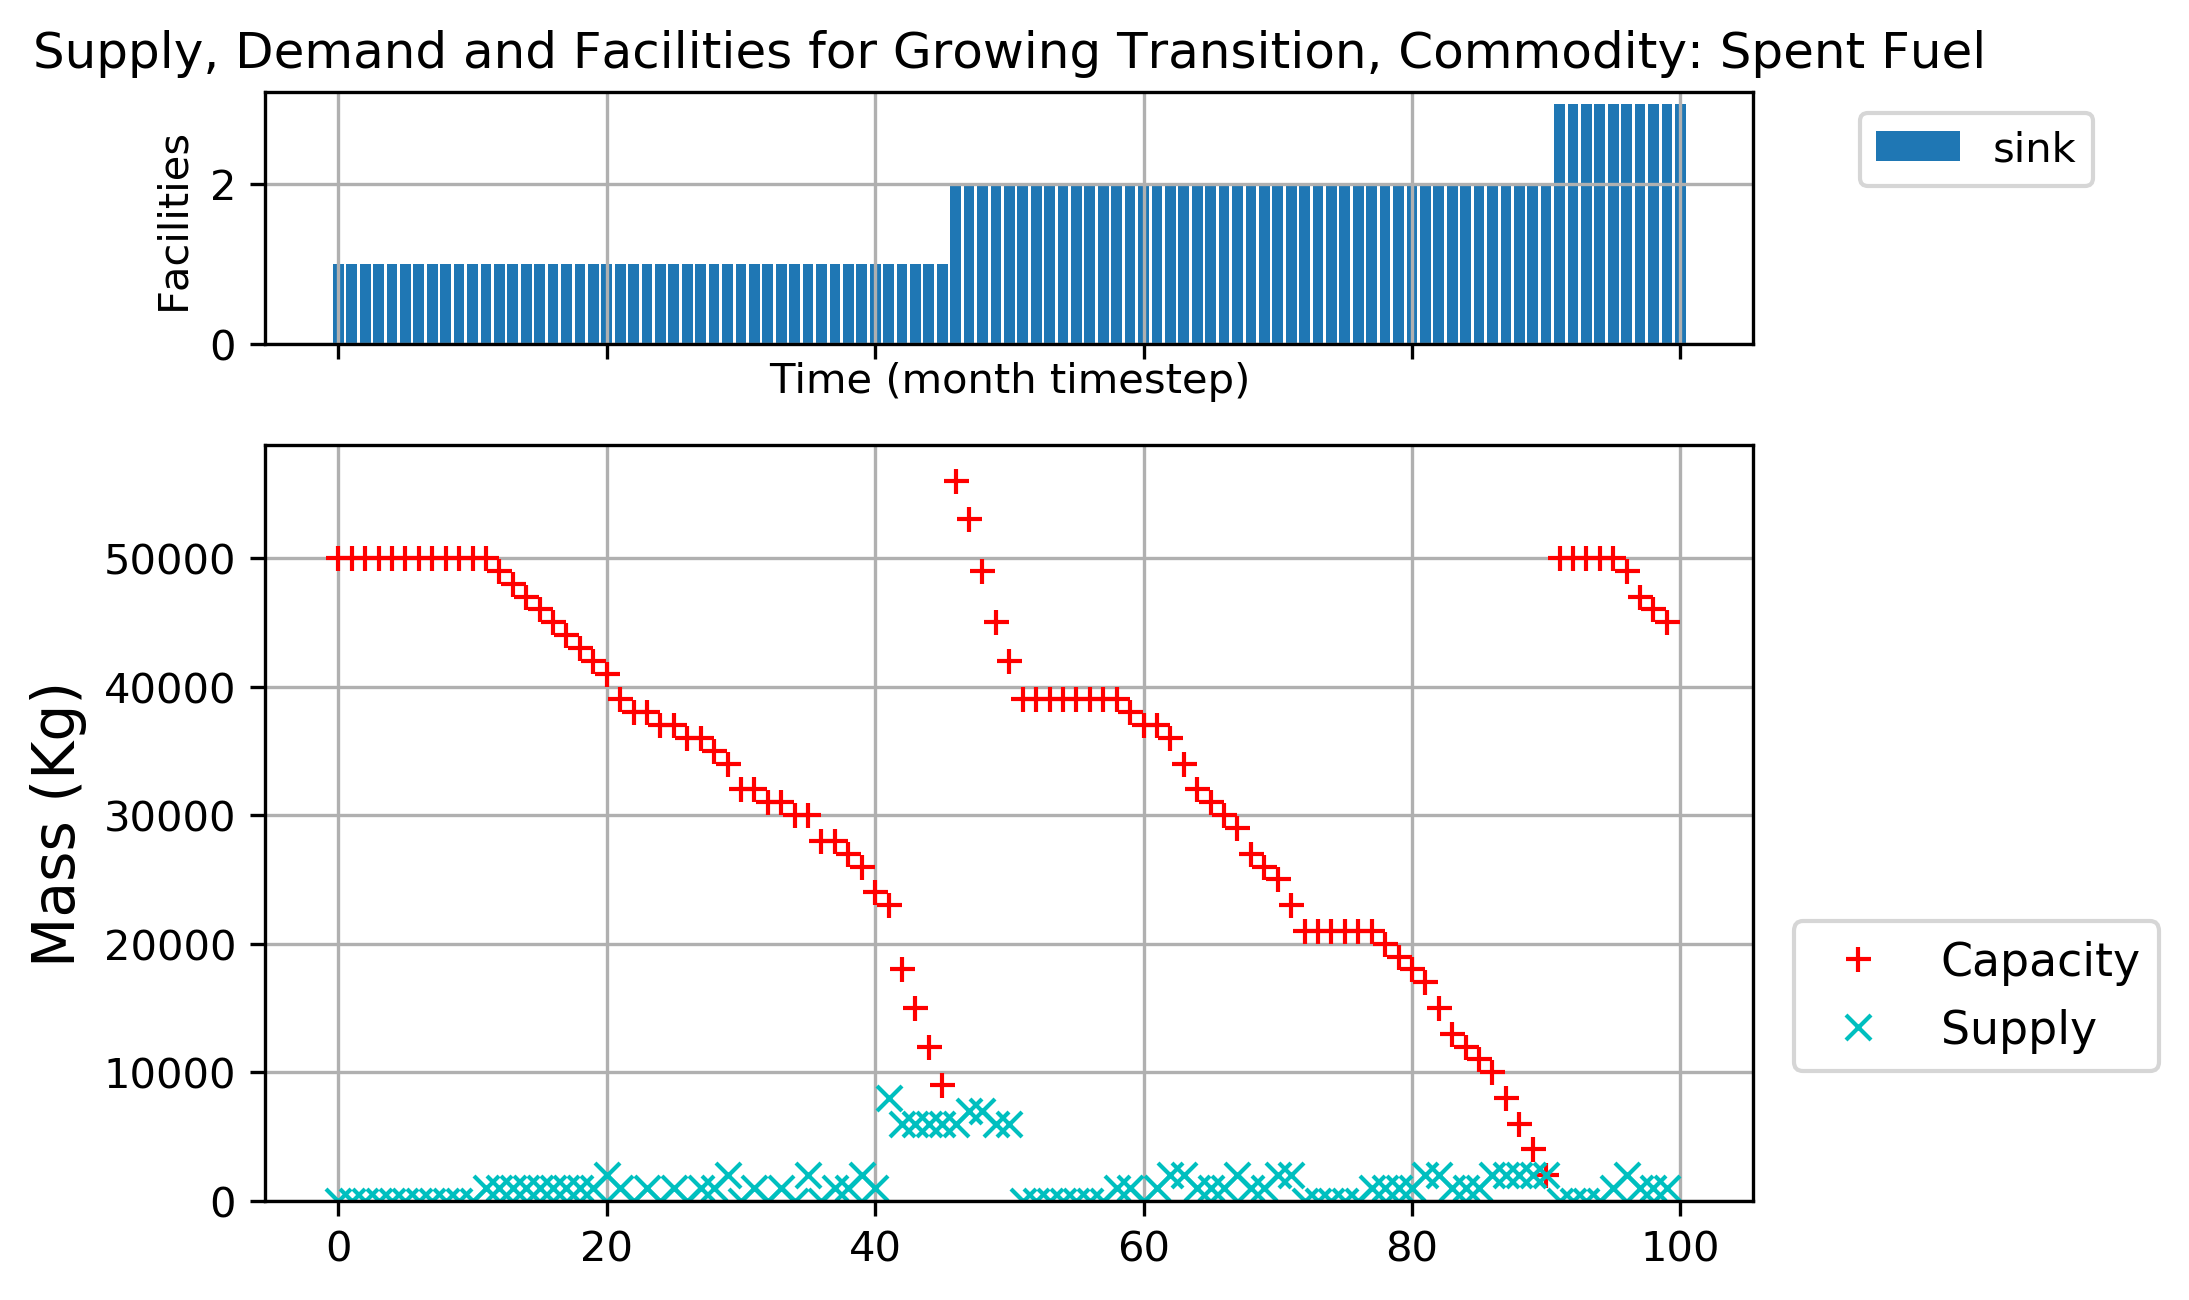 Supply, Demand and Facilities for Growing Transition, Commodity: Spent Fuel
Facilities
2
0
Time (month timestep)
sink
Mass (Kg)
50000
40000
30000
20000
10000
0
0 20 40 60 80 100
Capacity
Supply